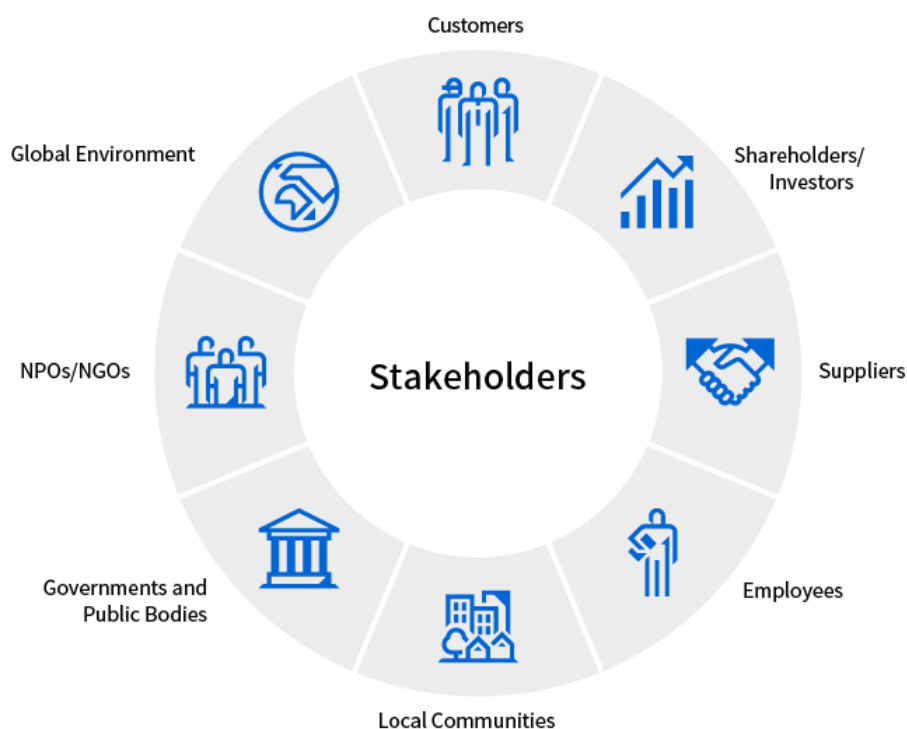 Customers
Global Environment
Shareholders/
Investors
NPOs/NGOs
Stakeholders
Suppliers
Governments and
Public Bodies
Employees
Local Communities